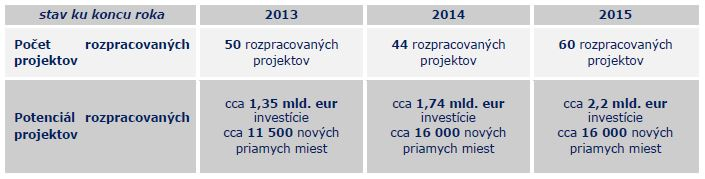 stav ku koncu roka 2013 2014 2015
Počet rozpracovaných projektov
50 rozpracovaných projektov
44 rozpracovaných projektov
60 rozpracovaných projektov
Potenciál rozpracovaných projektov
cca 1,35 mld. eur
investície
cca 11 500 nových
priamych miest
cca 1,74 mld. eur
investície
cca 16 000 nových
priamych miest
cca 2,2 mld. eur
investície
cca 16 000 nových
priamych miest